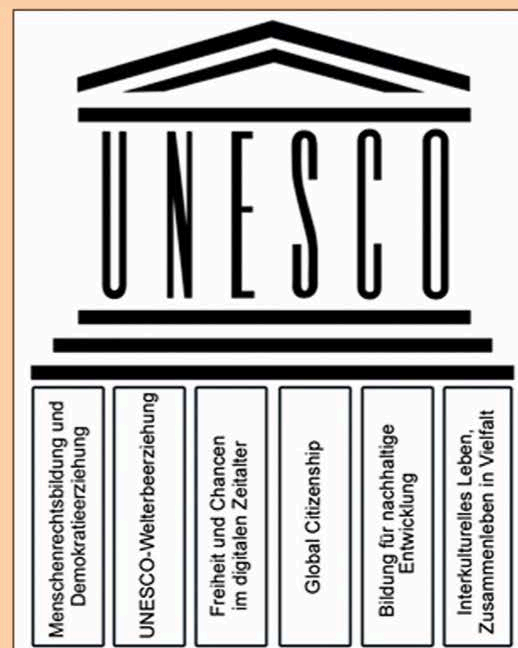 UNESCO
Menschenrechtsbildung und
Demokratieerziehung
UNESCO-Welterbeerziehung
Freiheit und Chancen
im digitalen Zeitalter
Global Citizenship
Bildung für nachhaltige
Entwicklung
Interkulturelles Leben,
Zusammenleben in Vielfalt